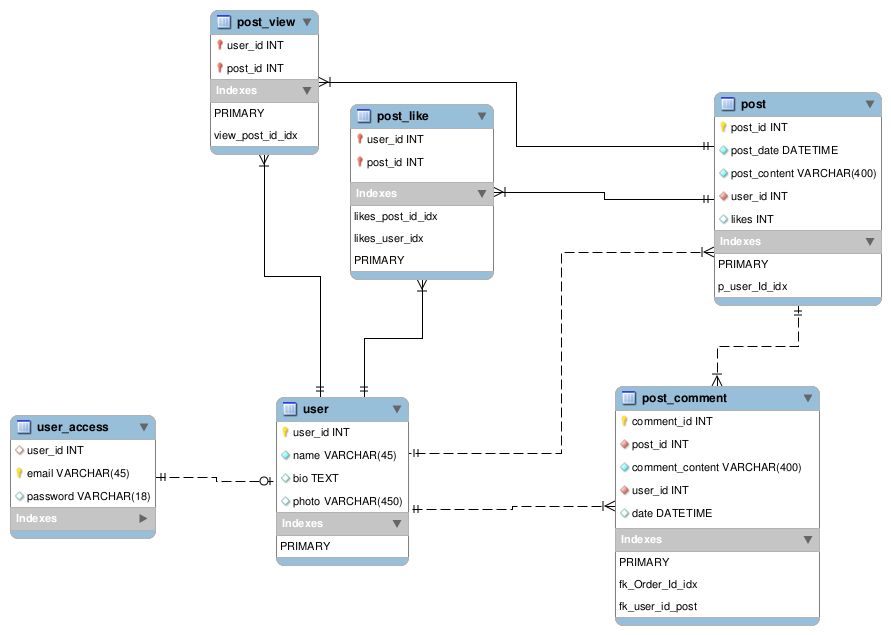 post_view
user_id INT
post_id INT
Indexes
PRIMARY
view_post_id_idx
post_like
user_id INT
post_id INT
Indexes
likes_post_id_idx
likes_user_idx
PRIMARY
post
post_id INT
post_date DATETIME
post_content VARCHAR(400)
user_id INT
likes INT
Indexes
PRIMARY
p_user_Id_idx
user_access
user_id INT
email VARCHAR(45)
password VARCHAR(18)
Indexes
user
user_id INT
name VARCHAR(45)
bio TEXT
photo VARCHAR(450)
Indexes
PRIMARY
post_comment
comment_id INT
post_id INT
comment_content VARCHAR(400)
user_id INT
date DATETIME
Indexes
PRIMARY
fk_Order_Id_idx
fk_user_id_post